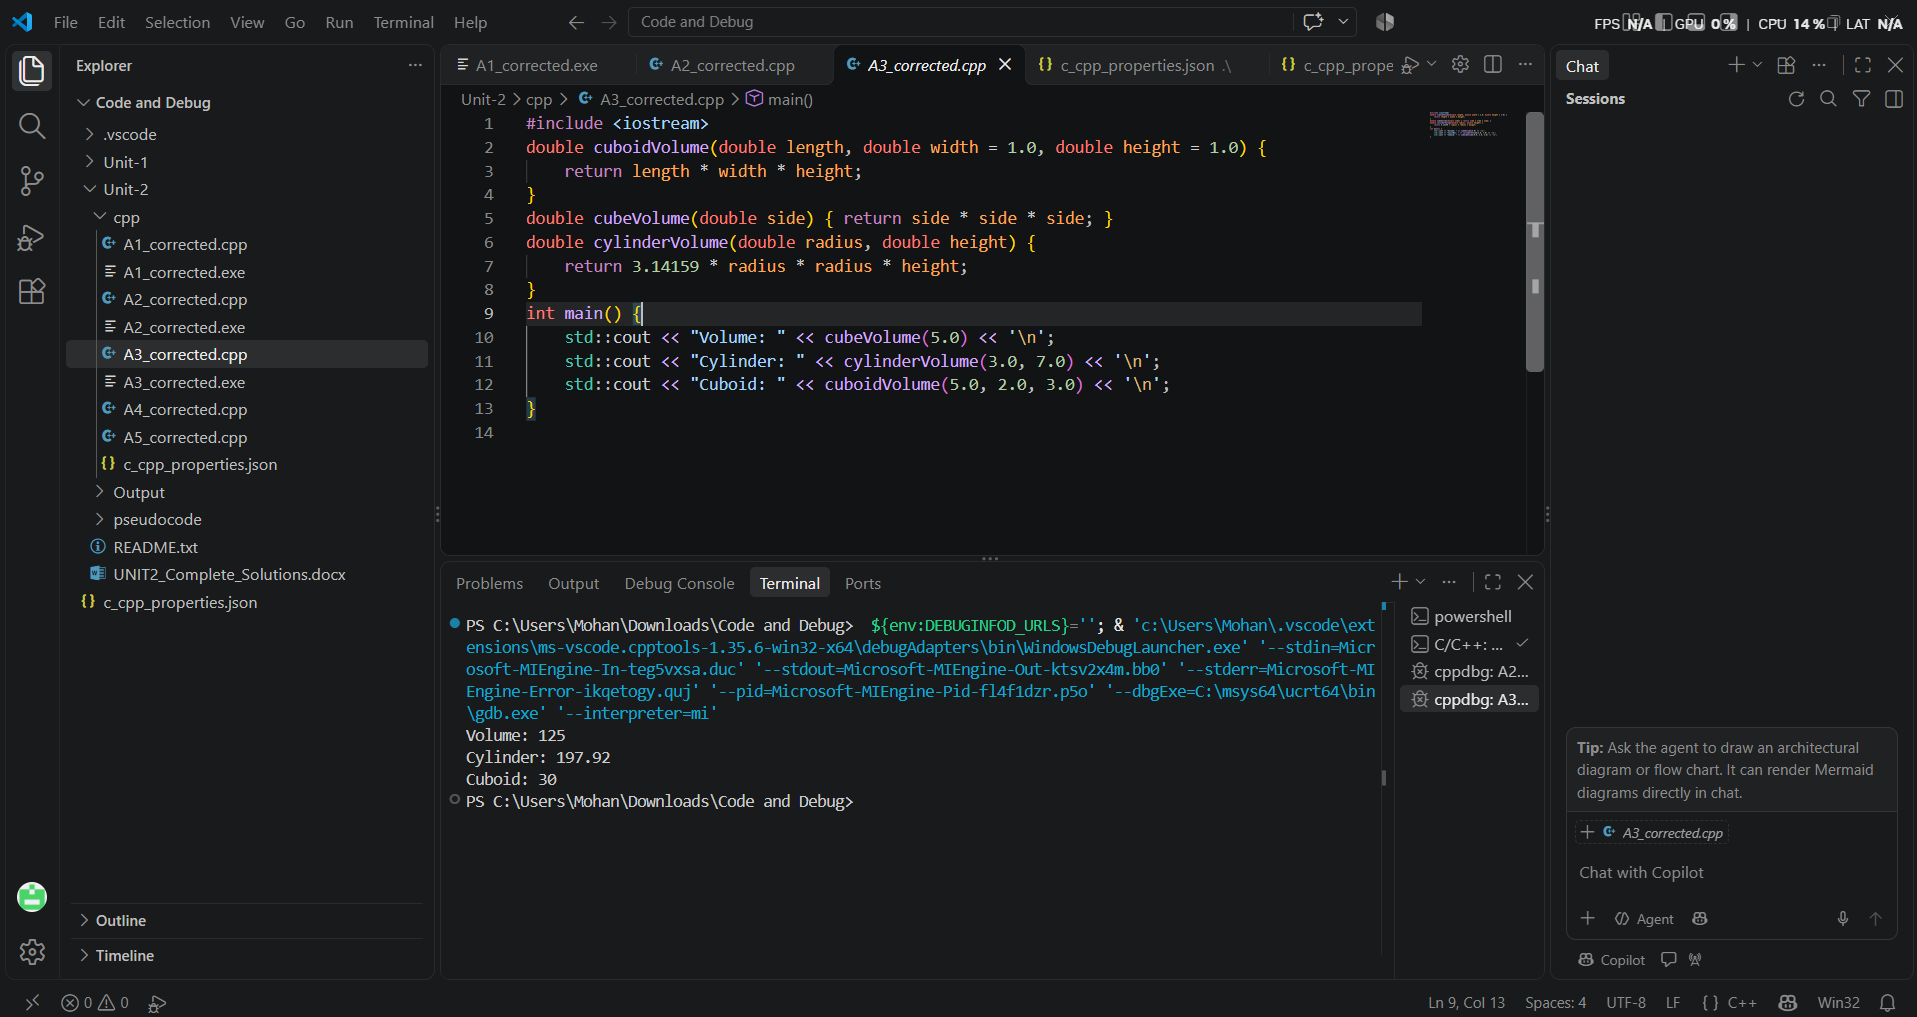 File Edit Selection View Go Run Terminal Help
Code and Debug
FPS N/A | GPU 0% | CPU 14% | LAT N/A
Explorer
Code and Debug
.vscode
Unit-1
Unit-2
cpp
A1_corrected.cpp
A1_corrected.exe
A2_corrected.cpp
A2_corrected.exe
A3_corrected.cpp
A3_corrected.exe
A4_corrected.cpp
A5_corrected.cpp
c_cpp_properties.json
Output
pseudocode
README.txt
UNIT2_Complete_Solutions.docx
c_cpp_properties.json
Outline
Timeline
A1_corrected.exe
A2_corrected.cpp
A3_corrected.cpp
c_cpp_properties.json .\
c_cpp_prope
Unit-2 > cpp > A3_corrected.cpp > main()
1 #include <iostream>
2 double cuboidVolume(double length, double width = 1.0, double height = 1.0) {
3 return length * width * height;
4 }
5 double cubeVolume(double side) { return side * side * side; }
6 double cylinderVolume(double radius, double height) {
7 return 3.14159 * radius * radius * height;
8 }
9 int main() {
10 std::cout << "Volume: " << cubeVolume(5.0) << '\n';
11 std::cout << "Cylinder: " << cylinderVolume(3.0, 7.0) << '\n';
12 std::cout << "Cuboid: " << cuboidVolume(5.0, 2.0, 3.0) << '\n';
13 }
14
Problems Output Debug Console Terminal Ports
PS C:\Users\Mohan\Downloads\Code and Debug> ${env:DEBUGINFOD_URLS}=''; & 'c:\Users\Mohan\.vscode\ext
ensions\ms-vscode.cpptools-1.35.6-win32-x64\debugAdapters\bin\WindowsDebugLauncher.exe' '--stdin=Micr
osoft-MIEngine-In-teg5vxsa.duc' '--stdout=Microsoft-MIEngine-Out-ktsv2x4m.bb0' '--stderr=Microsoft-MI
Engine-Error-ikqetogy.quj' '--pid=Microsoft-MIEngine-Pid-fl4f1dzr.p5o' '--dbgExe=C:\msys64\ucrt64\bin
\gdb.exe' '--interpreter=mi'
Volume: 125
Cylinder: 197.92
Cuboid: 30
PS C:\Users\Mohan\Downloads\Code and Debug>
powershell
C/C++: ...
cppdbg: A2...
cppdbg: A3...
Chat
Sessions
Tip: Ask the agent to draw an architectural
diagram or flow chart. It can render Mermaid
diagrams directly in chat.
A3_corrected.cpp
Chat with Copilot
Agent
Copilot
0 0
Ln 9, Col 13 Spaces: 4 UTF-8 LF {} C++ Win32